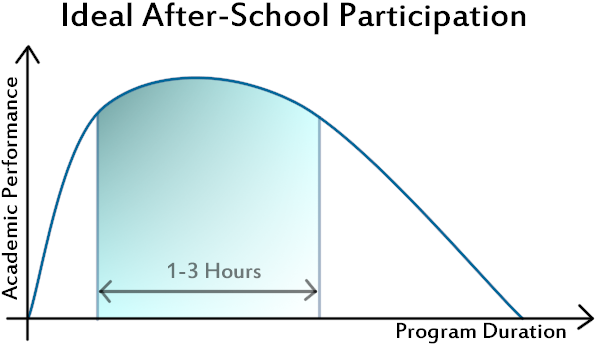 Ideal After-School Participation
Academic Performance
1-3 Hours
Program Duration